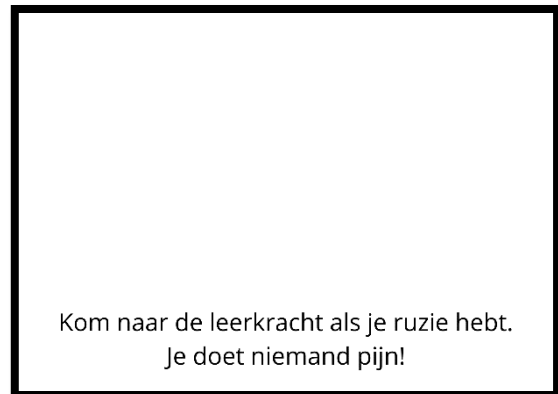 Kom naar de leerkracht als je ruzie hebt.
Je doet niemand pijn!